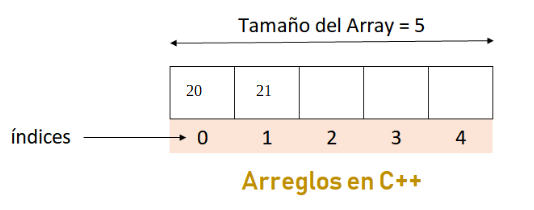 Tamaño del Array = 5
20 21
índices 0 1 2 3 4
Arreglos en C++